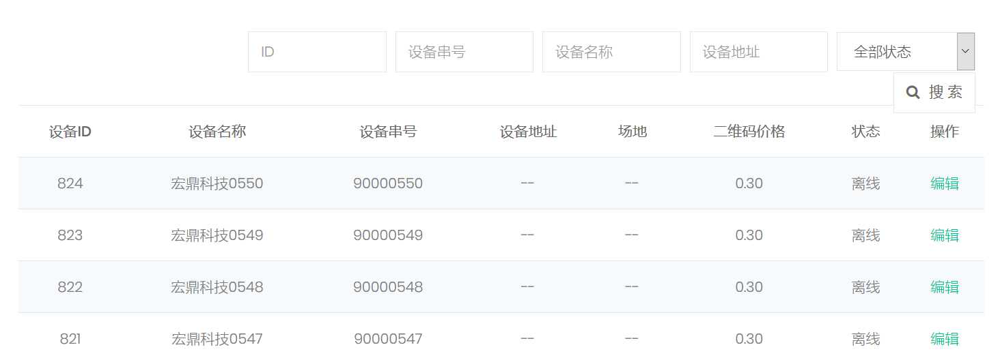 ID 设备串号 设备名称 设备地址 全部状态
搜 索
设备ID 设备名称 设备串号 设备地址 场地 二维码价格 状态 操作
824 宏鼎科技0550 90000550 -- -- 0.30 离线 编辑
823 宏鼎科技0549 90000549 -- -- 0.30 离线 编辑
822 宏鼎科技0548 90000548 -- -- 0.30 离线 编辑
821 宏鼎科技0547 90000547 -- -- 0.30 离线 编辑